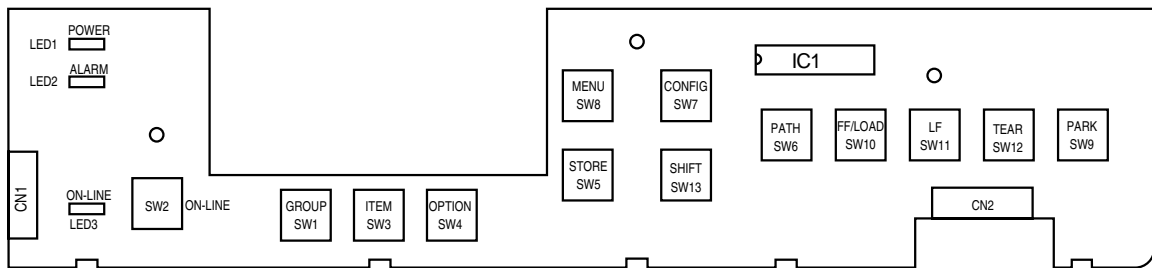 POWER
LED1
ALARM
LED2
CN1
ON-LINE
LED3
SW2
ON-LINE
GROUP
SW1
ITEM
SW3
OPTION
SW4
MENU
SW8
CONFIG
SW7
STORE
SW5
SHIFT
SW13
IC1
PATH
SW6
FF/LOAD
SW10
LF
SW11
TEAR
SW12
PARK
SW9
CN2